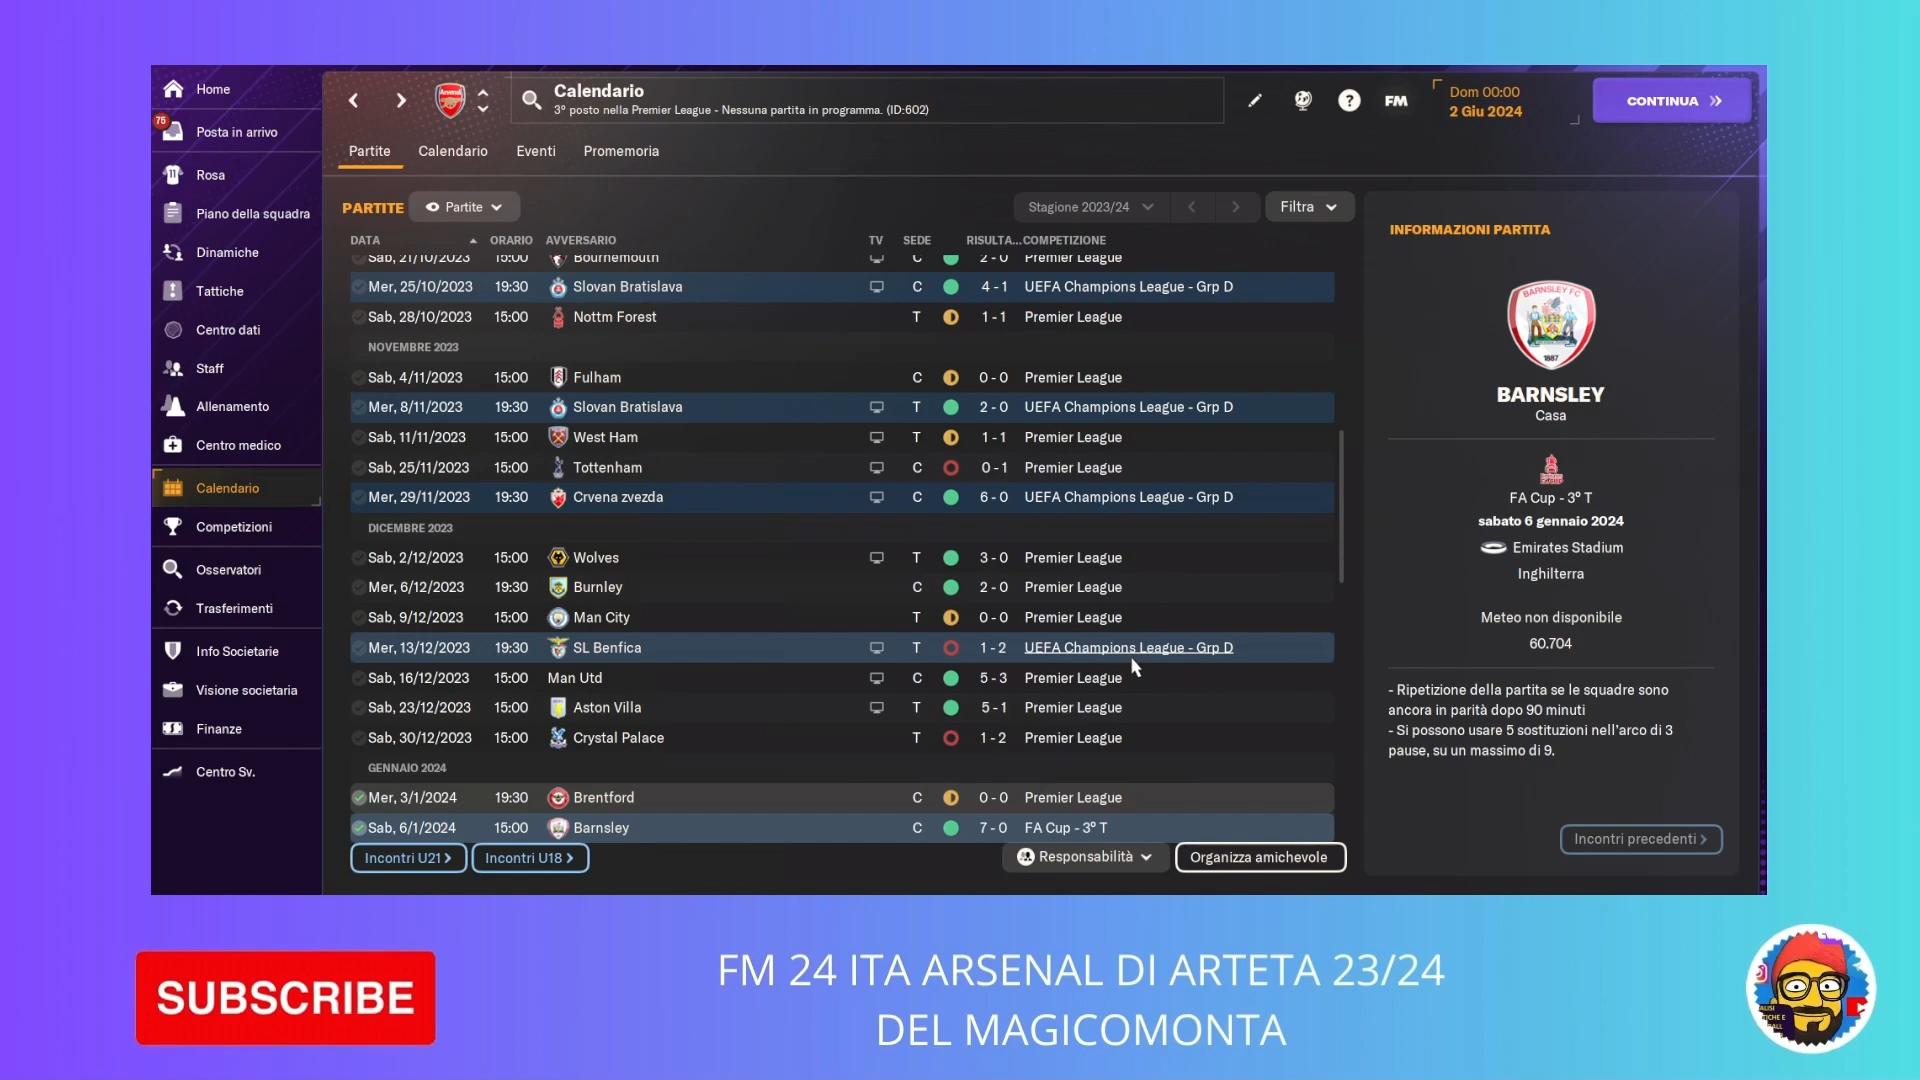 Home
75
Posta in arrivo
Rosa
Piano della squadra
Dinamiche
Tattiche
Centro dati
Staff
Allenamento
Centro medico
Calendario
Competizioni
Osservatori
Trasferimenti
Info Societarie
Visione societaria
Finanze
Centro Sv.
Arsenal
Calendario
3° posto nella Premier League - Nessuna partita in programma. (ID:602)
? FM
Dom 00:00
2 Giu 2024
CONTINUA
Partite Calendario Eventi Promemoria
PARTITE Partite Stagione 2023/24 Filtra
DATA ORARIO AVVERSARIO TV SEDE RISULTA... COMPETIZIONE
Sab, 21/10/2023 15:00 Bournemouth C 2 - 0 Premier League
Mer, 25/10/2023 19:30 Slovan Bratislava C 4 - 1 UEFA Champions League - Grp D
Sab, 28/10/2023 15:00 Nottm Forest T 1 - 1 Premier League
NOVEMBRE 2023
Sab, 4/11/2023 15:00 Fulham C 0 - 0 Premier League
Mer, 8/11/2023 19:30 Slovan Bratislava T 2 - 0 UEFA Champions League - Grp D
Sab, 11/11/2023 15:00 West Ham T 1 - 1 Premier League
Sab, 25/11/2023 15:00 Tottenham C 0 - 1 Premier League
Mer, 29/11/2023 19:30 Crvena zvezda C 6 - 0 UEFA Champions League - Grp D
DICEMBRE 2023
Sab, 2/12/2023 15:00 Wolves T 3 - 0 Premier League
Mer, 6/12/2023 19:30 Burnley C 2 - 0 Premier League
Sab, 9/12/2023 15:00 Man City T 0 - 0 Premier League
Mer, 13/12/2023 19:30 SL Benfica T 1 - 2 UEFA Champions League - Grp D
Sab, 16/12/2023 15:00 Man Utd C 5 - 3 Premier League
Sab, 23/12/2023 15:00 Aston Villa T 5 - 1 Premier League
Sab, 30/12/2023 15:00 Crystal Palace T 1 - 2 Premier League
GENNAIO 2024
Mer, 3/1/2024 19:30 Brentford C 0 - 0 Premier League
Sab, 6/1/2024 15:00 Barnsley C 7 - 0 FA Cup - 3° T
Incontri U21 Incontri U18 Responsabilità Organizza amichevole
INFORMAZIONI PARTITA
BARNSLEY FC
1887
BARNSLEY
Casa
FA Cup - 3° T
sabato 6 gennaio 2024
Emirates Stadium
Inghilterra
Meteo non disponibile
60.704
- Ripetizione della partita se le squadre sono
ancora in parità dopo 90 minuti
- Si possono usare 5 sostituzioni nell'arco di 3
pause, su un massimo di 9.
Incontri precedenti
SUBSCRIBE
FM 24 ITA ARSENAL DI ARTETA 23/24
DEL MAGICOMONTA